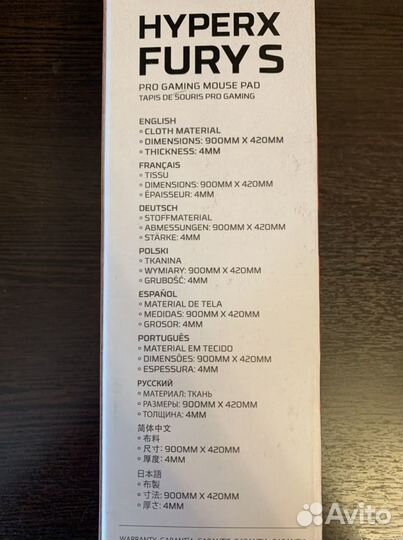 HYPERX
FURY S
PRO GAMING MOUSE PAD
TAPIS DE SOURIS PRO GAMING
ENGLISH
▫ CLOTH MATERIAL
▫ DIMENSIONS: 900MM X 420MM
▫ THICKNESS: 4MM
FRANÇAIS
▫ TISSU
▫ DIMENSIONS: 900MM X 420MM
▫ ÉPAISSEUR: 4MM
DEUTSCH
▫ STOFFMATERIAL
▫ ABMESSUNGEN: 900MM X 420MM
▫ STÄRKE: 4MM
POLSKI
▫ TKANINA
▫ WYMIARY: 900MM X 420MM
▫ GRUBOŚĆ: 4MM
ESPAÑOL
▫ MATERIAL DE TELA
▫ MEDIDAS: 900MM X 420MM
▫ GROSOR: 4MM
PORTUGUÊS
▫ MATERIAL EM TECIDO
▫ DIMENSÕES: 900MM X 420MM
▫ ESPESSURA: 4MM
РУССКИЙ
▫ МАТЕРИАЛ: ТКАНЬ
▫ РАЗМЕРЫ: 900MM X 420MM
▫ ТОЛЩИНА: 4MM
简体中文
▫ 布料
▫ 尺寸: 900MM X 420MM
▫ 厚度: 4MM
日本語
▫ 布製
▫ 寸法: 900MM X 420MM
▫ 厚さ: 4MM
Avito